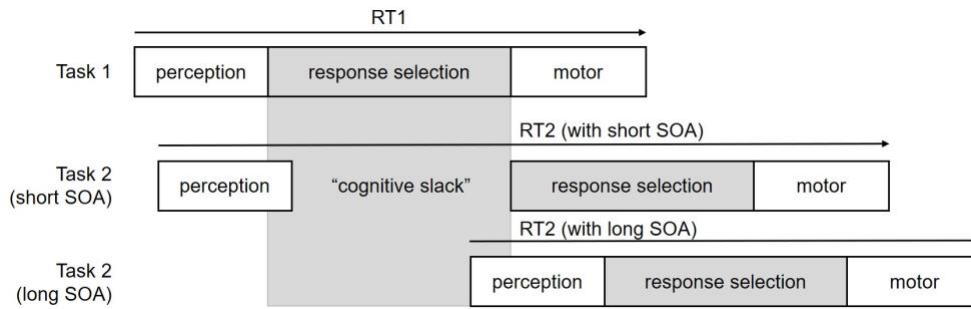 RT1
Task 1
perception
response selection
motor
RT2 (with short SOA)
Task 2
(short SOA)
perception
“cognitive slack”
response selection
motor
RT2 (with long SOA)
Task 2
(long SOA)
perception
response selection
motor